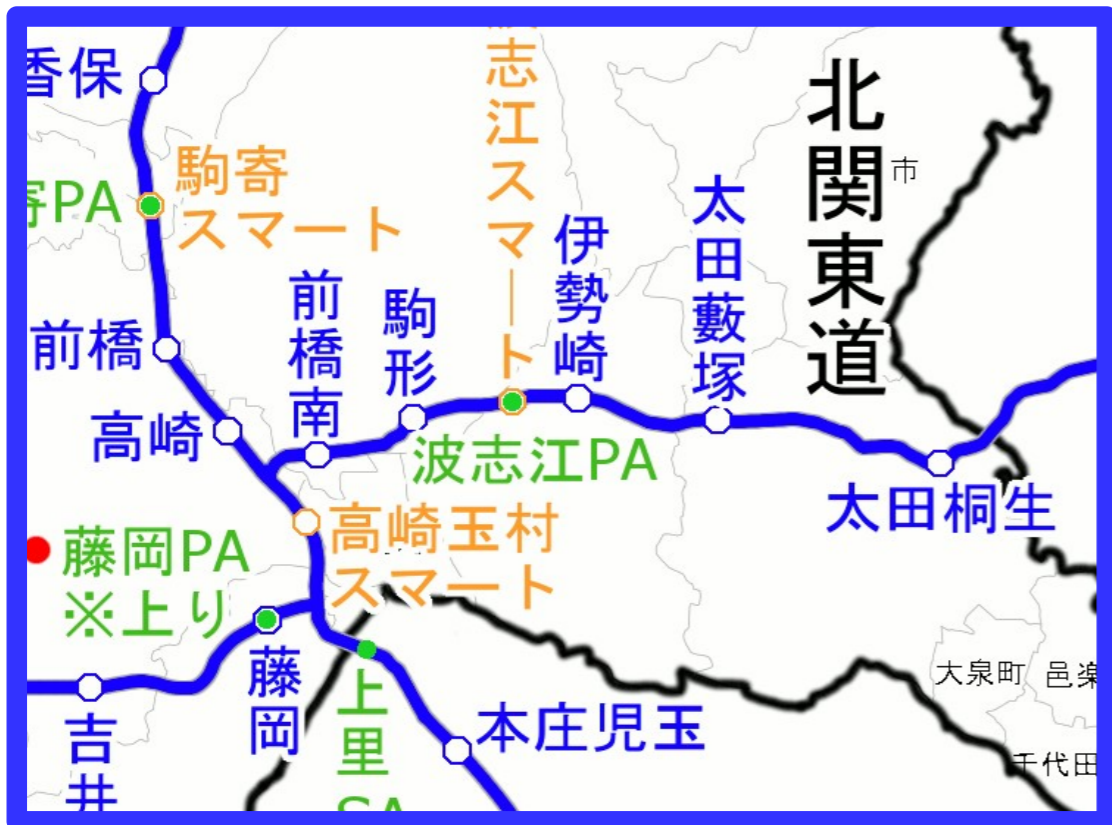 香保
志江スマート
北関東道
市
駒寄
スマート
寄PA
太田藪塚
伊勢崎
前橋南
駒形
前橋
高崎
波志江PA
太田桐生
高崎玉村
スマート
藤岡PA
※上り
藤岡
上里
SA
大泉町
邑楽
本庄児玉
吉井
千代田